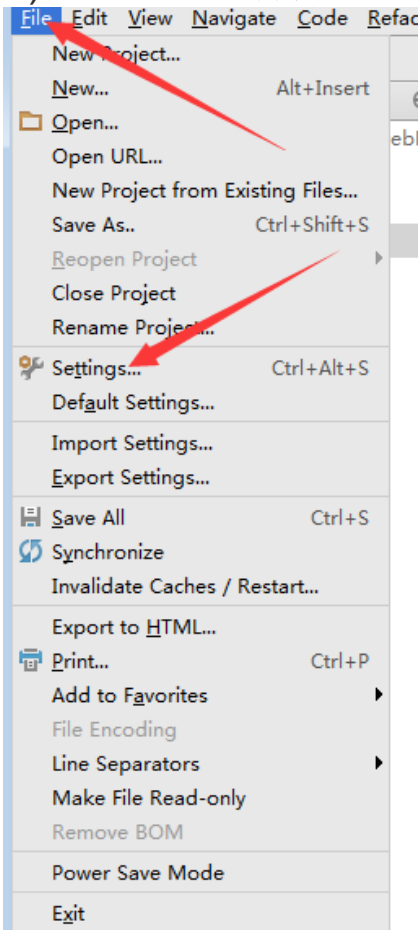 File Edit View Navigate Code Refac
New Project...
New... Alt+Insert
Open...
Open URL...
New Project from Existing Files...
Save As.. Ctrl+Shift+S
Reopen Project
Close Project
Rename Project...
Settings... Ctrl+Alt+S
Default Settings...
Import Settings...
Export Settings...
Save All Ctrl+S
Synchronize
Invalidate Caches / Restart...
Export to HTML...
Print... Ctrl+P
Add to Favorites
File Encoding
Line Separators
Make File Read-only
Remove BOM
Power Save Mode
Exit